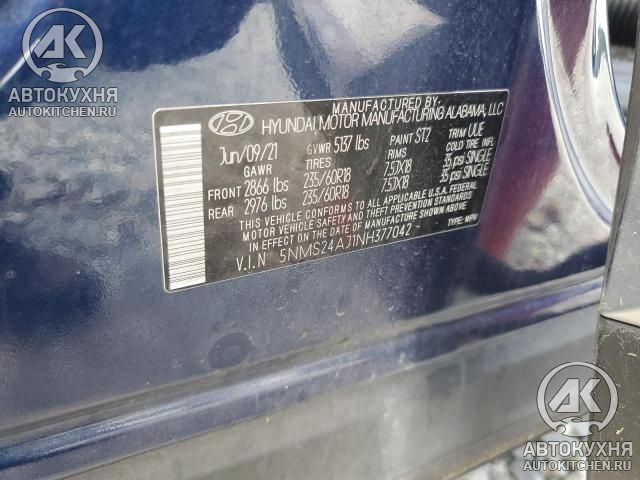 AK
АВТОКУХНЯ
AUTOKITCHEN.RU
MANUFACTURED BY
HYUNDAI MOTOR MANUFACTURING ALABAMA, LLC
Jun/09/21 GVWR 5137 lbs PAINT ST2 TRIM UUE
GAWR TIRES RIMS COLD TIRE INFL
FRONT 2866 lbs 235/60R18 7.5JX18 35 psi SINGLE
REAR 2976 lbs 235/60R18 7.5JX18 35 psi SINGLE
THIS VEHICLE CONFORMS TO ALL APPLICABLE U.S.A. FEDERAL
MOTOR VEHICLE SAFETY AND THEFT PREVENTION STANDARDS
IN EFFECT ON THE DATE OF MANUFACTURE SHOWN ABOVE.
V.I.N 5NMS24AJ1NH377042 TYPE: MPV
AK
АВТОКУХНЯ
AUTOKITCHEN.RU